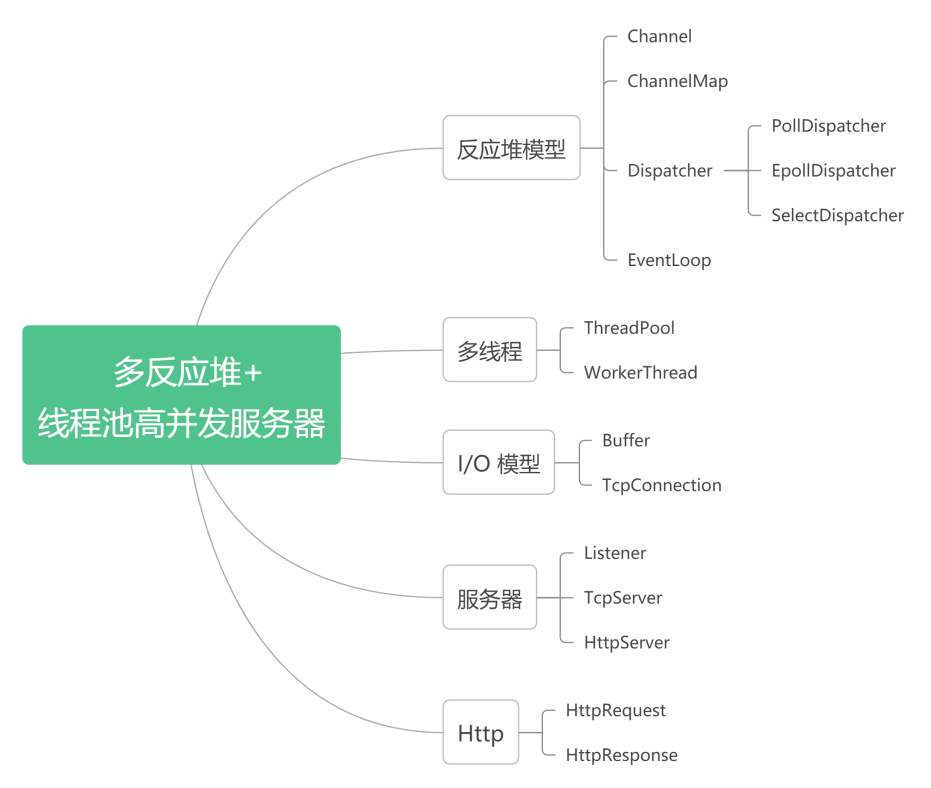 多反应堆+
线程池高并发服务器
反应堆模型
Channel
ChannelMap
Dispatcher
PollDispatcher
EpollDispatcher
SelectDispatcher
EventLoop
多线程
ThreadPool
WorkerThread
I/O 模型
Buffer
TcpConnection
服务器
Listener
TcpServer
HttpServer
Http
HttpRequest
HttpResponse